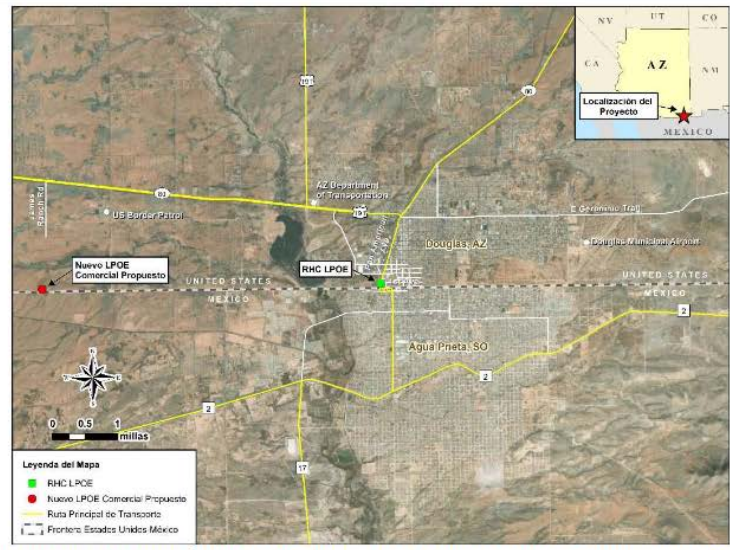 NV
UT
CO
CA
AZ
NM
Localización del
Proyecto
MEXICO
191
80
80
James
Ranch Rd
US Border Patrol
AZ Department
of Transportation
191
E Geronimo Trail
Douglas, AZ
Douglas Municipal Airport
Nuevo LPOE
Comercial Propuesto
RHC LPOE
UNITED STATES
MEXICO
UNITED STATES
MEXICO
2
Agua Prieta, SO
2
2
17
0 0.5 1
millas
Leyenda del Mapa
RHC LPOE
Nuevo LPOE Comercial Propuesto
Ruta Principal de Transporte
Frontera Estados Unidos-México